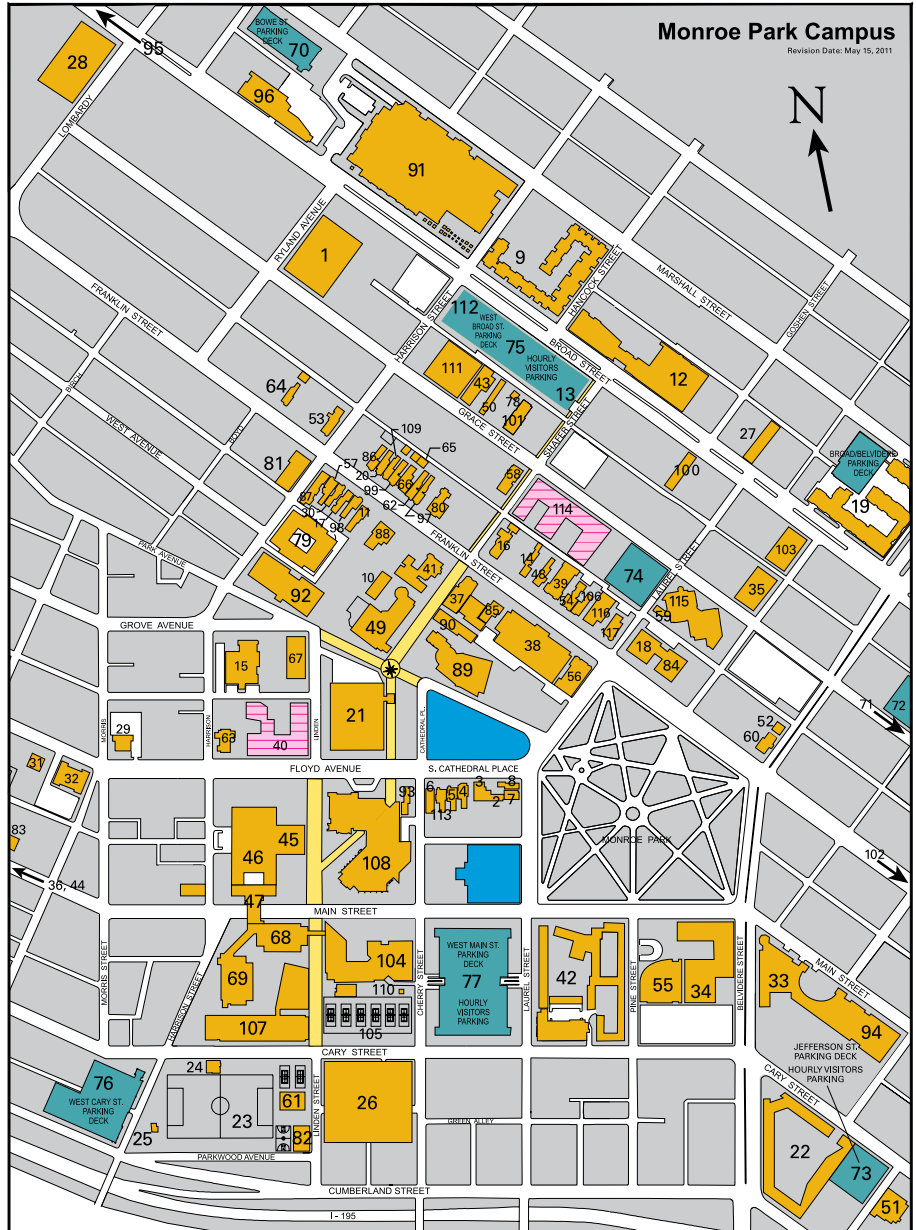 Monroe Park Campus
Revision Date: May 15, 2011
N
BOWE ST.
PARKING
DECK
70
95
28
96
LOMBARDY
91
RYLAND AVENUE
1
9
HANCOCK STREET
MARSHALL STREET
GOSHEN STREET
FRANKLIN STREET
HARRISON STREET
112
WEST
BROAD ST.
PARKING
DECK
75
HOURLY
VISITORS
PARKING
13
BROAD STREET
12
111
43
50
78
101
GRACE STREET
SHAFER STREET
BIRCH
64
53
WEST AVENUE
BOYD
109
65
27
100
BROAD/BELVIDERE
PARKING
DECK
19
81
57
86
20
99
66
62
97
80
58
87
30
17
98
11
79
88
114
FRANKLIN STREET
16
14
48
39
54
106
116
117
74
LAUREL STREET
103
35
115
59
PARK AVENUE
92
10
41
49
37
85
90
38
89
56
18
84
GROVE AVENUE
15
67
21
CATHEDRAL PL.
71
72
52
60
MORRIS
29
HARRISON
63
40
LINDEN
FLOYD AVENUE
S. CATHEDRAL PLACE
31
32
83
36, 44
93
6
113
5
4
3
2
8
7
MONROE PARK
102
45
46
108
47
MAIN STREET
68
69
104
110
105
107
MORRIS STREET
HARRISON STREET
CHERRY STREET
WEST MAIN ST.
PARKING
DECK
77
HOURLY
VISITORS
PARKING
LAUREL STREET
42
PINE STREET
55
34
BELVIDERE STREET
33
MAIN STREET
94
JEFFERSON ST.
PARKING DECK
HOURLY VISITORS
PARKING
CARY STREET
CARY STREET
76
WEST CARY ST.
PARKING
DECK
24
25
23
61
82
LINDEN STREET
26
GREEN ALLEY
22
73
51
PARKWOOD AVENUE
CUMBERLAND STREET
I - 195